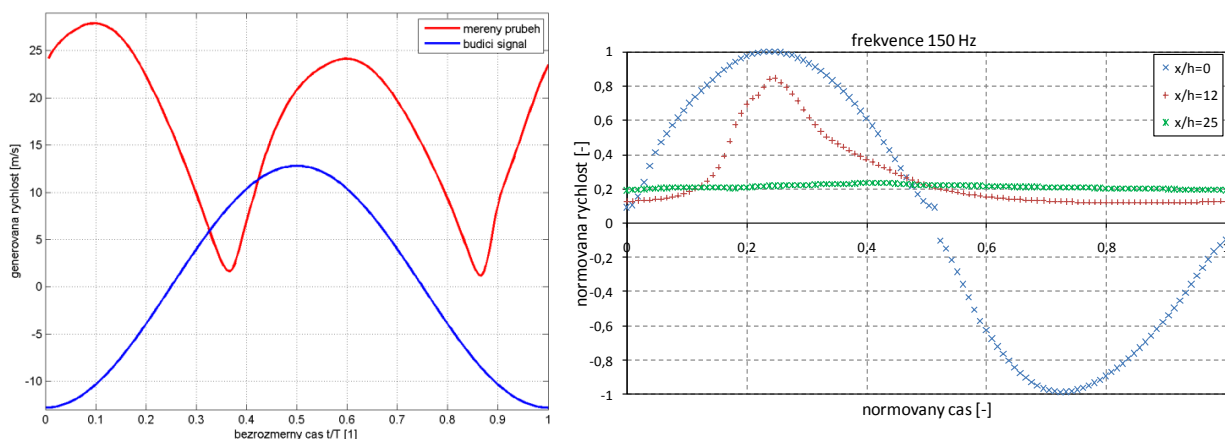 mereny prubeh
budici signal
generovana rychlost [m/s]
25
20
15
10
5
0
-5
-10
0 0.1 0.2 0.3 0.4 0.5 0.6 0.7 0.8 0.9 1
bezrozmerny cas t/T [1]
frekvence 150 Hz
x/h=0
x/h=12
x/h=25
normovana rychlost [-]
1
0,8
0,6
0,4
0,2
0
-0,2
-0,4
-0,6
-0,8
-1
0 0,2 0,4 0,6 0,8 1
normovany cas [-]